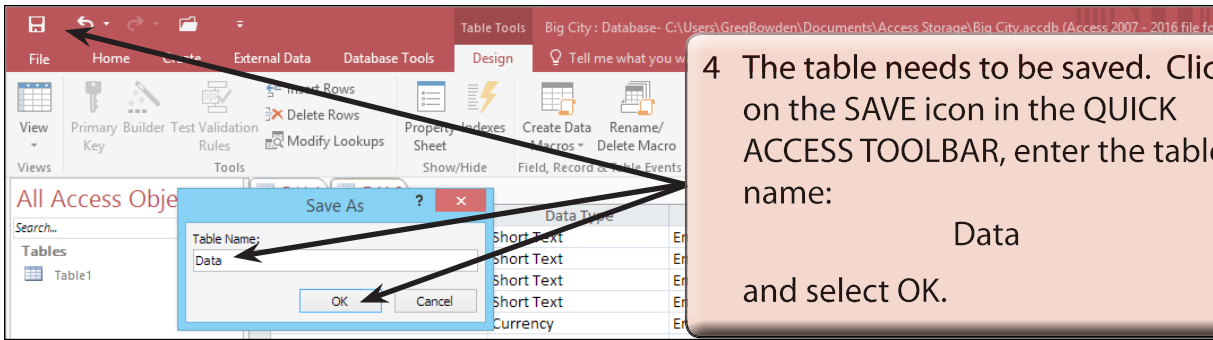 Table Tools Big City : Database- C:\Users\GregBowden\Documents\Access Storage\Big City.accdb (Access 2007 - 2016 file
File Home Create External Data Database Tools Design Tell me what you
Insert Rows
Delete Rows
Modify Lookups
View
Primary Key
Builder
Test Validation Rules
Property Sheet
Indexes
Create Data Macros
Rename/ Delete Macro
Views Tools Show/Hide Field, Record & Table Events
All Access Obje
Search...
Tables
Table1
Save As ? ×
Table Name:
Data
OK Cancel
Data Type
Short Text
Short Text
Short Text
Short Text
Currency
4 The table needs to be saved.
on the SAVE icon in the QUICK
ACCESS TOOLBAR, enter the
name:
Data
and select OK.